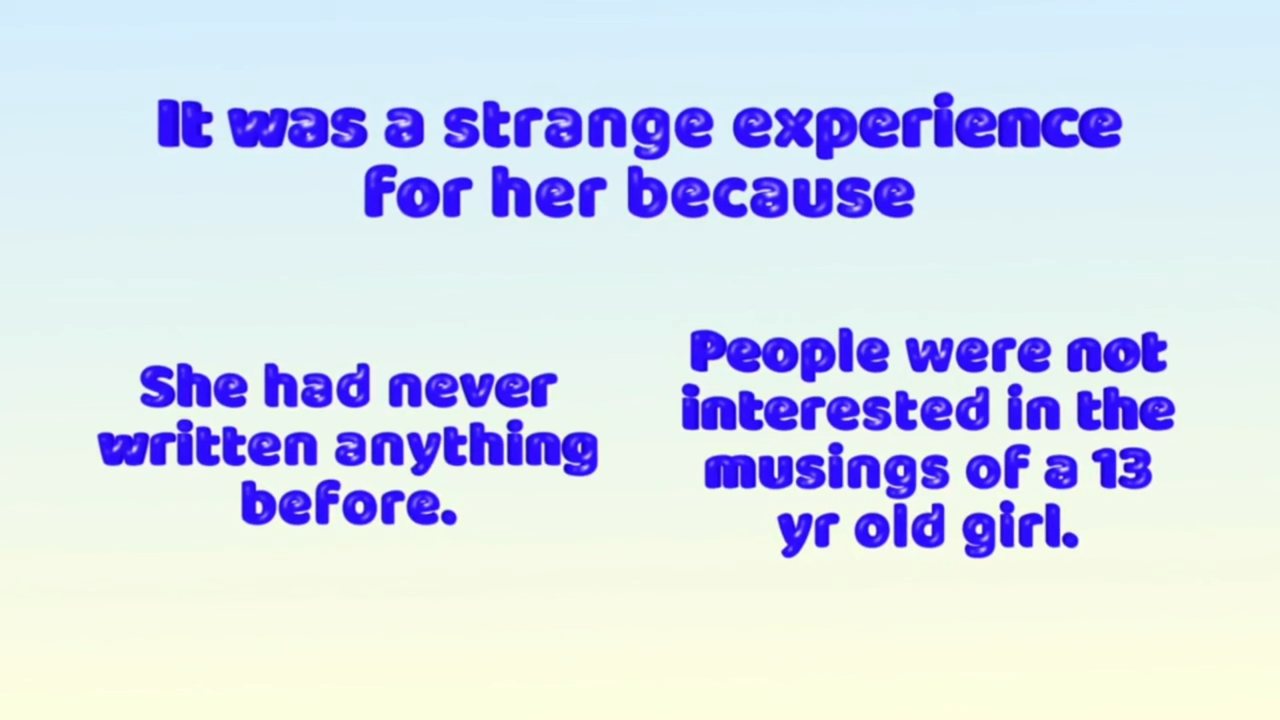 It was a strange experience
for her because
She had never
written anything
before.
People were not
interested in the
musings of a 13
yr old girl.